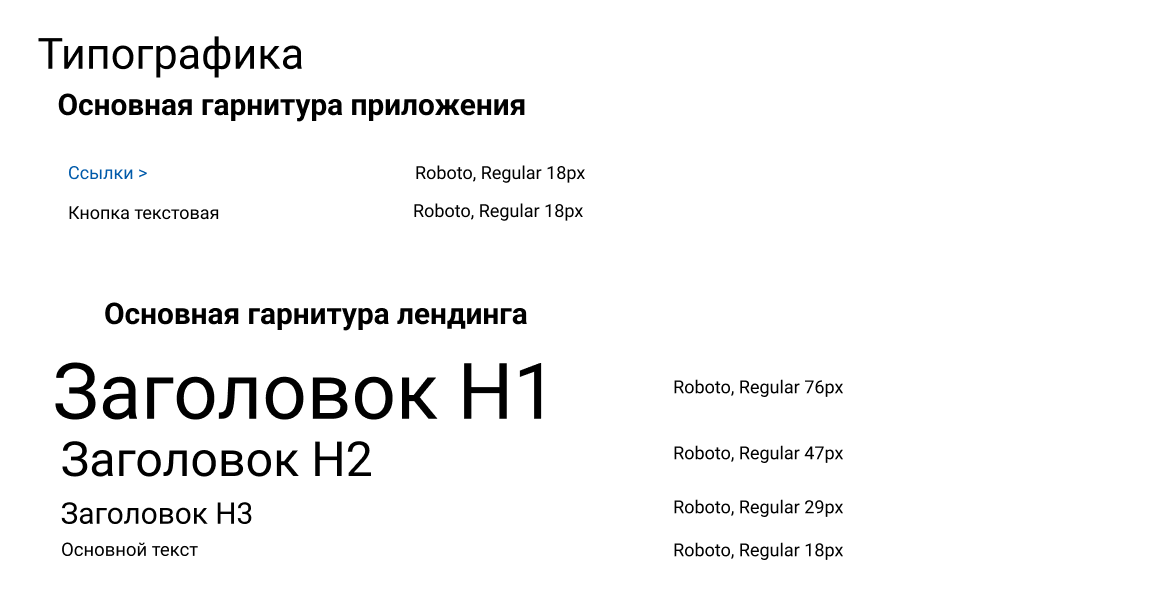 Типографика
Основная гарнитура приложения
Ссылки > Roboto, Regular 18px
Кнопка текстовая Roboto, Regular 18px
Основная гарнитура лендинга
Заголовок H1 Roboto, Regular 76px
Заголовок H2 Roboto, Regular 47px
Заголовок H3 Roboto, Regular 29px
Основной текст Roboto, Regular 18px